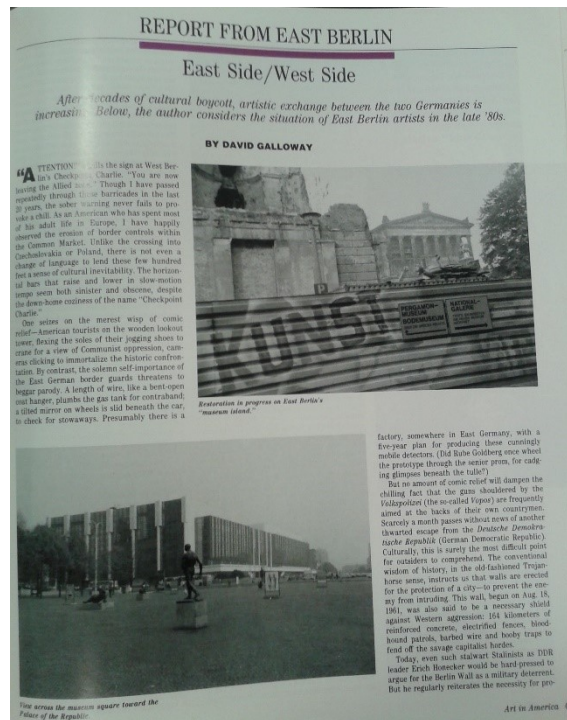 REPORT FROM EAST BERLIN
East Side/West Side
After decades of cultural boycott, artistic exchange between the two Germanies is
increasing. Below, the author considers the situation of East Berlin artists in the late '80s.
BY DAVID GALLOWAY
"ATTENTION!" the sign at West Ber-
lin's Checkpoint Charlie. "You are now
leaving the Allied Though I have passed
repeatedly through these barricades in the last
20 years, the sober warning never fails to pro-
voke a chill. As an American who has spent most
of his adult life in Europe, I have happily
observed the erosion of border controls within
the Common Market. Unlike the crossing into
Czechoslovakia or Poland, there is not even a
change of language to lend these few hundred
feet a sense of cultural inevitability. The horizon-
tal bars that raise and lower in slow-motion
tempo seem both sinister and obscene, despite
the down-home coziness of the name "Checkpoint
Charlie."
One seizes on the merest wisp of comic
relief—American tourists on the wooden lookout
tower, flexing the soles of their jogging shoes to
crane for a view of Communist oppression, cam-
eras clicking to immortalize the historic confron-
tation. By contrast, the solemn self-importance of
the East German border guards threatens to
beggar parody. A length of wire, like a bent-open
coat hanger, plumbs the gas tank for contraband;
a tilted mirror on wheels is slid beneath the car,
to check for stowaways. Presumably there is a
P
KUNST
PERGAMON-
MUSEUM
BODEMUSEUM
NATIONAL-
GALERIE
Restoration in progress on East Berlin's
"museum island."
factory, somewhere in East Germany, with a
five-year plan for producing these cunningly
mobile detectors. (Did Rube Goldberg once wheel
the prototype through the senior prom, for cadg-
ing glimpses beneath the tulle?)
But no amount of comic relief will dampen the
chilling fact that the guns shouldered by the
Volkspolizei (the so-called Vopos) are frequently
aimed at the backs of their own countrymen.
Scarcely a month passes without news of another
thwarted escape from the Deutsche Demokra-
tische Republik (German Democratic Republic).
Culturally, this is surely the most difficult point
for outsiders to comprehend. The conventional
wisdom of history, in the old-fashioned Trojan-
horse sense, instructs us that walls are erected
for the protection of a city—to prevent the ene-
my from intruding. This wall, begun on Aug. 18,
1961, was also said to be a necessary shield
against Western aggression: 164 kilometers of
reinforced concrete, electrified fences, blood-
hound patrols, barbed wire and booby traps to
fend off the savage capitalist hordes.
Today, even such stalwart Stalinists as DDR
leader Erich Honecker would be hard-pressed to
argue for the Berlin Wall as a military deterrent.
But he regularly reiterates the necessity for pro-
View across the museum square toward the
Palace of the Republic.
Art in America